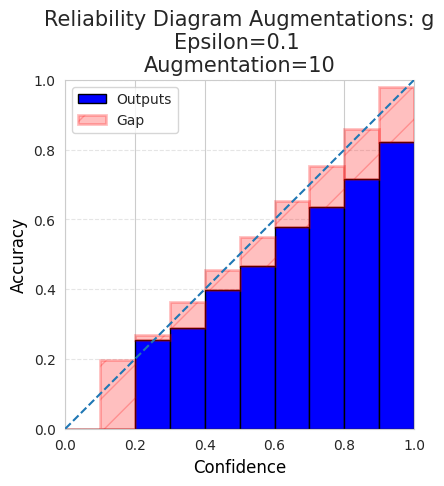 Reliability Diagram Augmentations: g
Epsilon=0.1
Augmentation=10
1.0
0.8
0.6
0.4
0.2
0.0
Accuracy
Outputs
Gap
0.0 0.2 0.4 0.6 0.8 1.0
Confidence